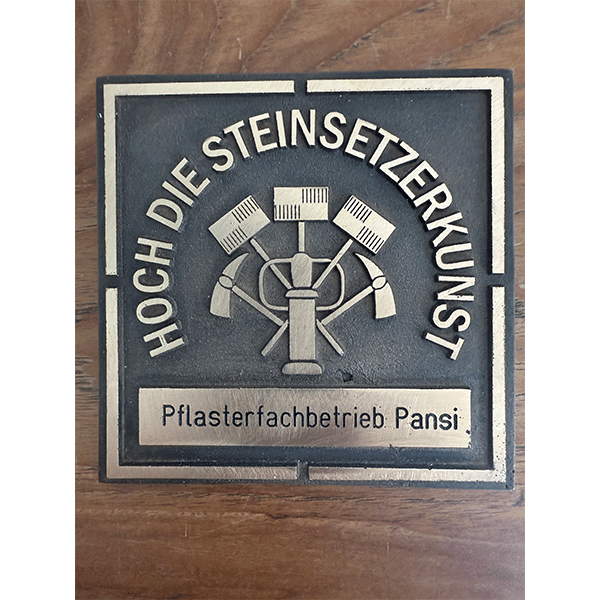 HOCH DIE STEINSETZERKUNST
Pflasterfachbetrieb Pansi